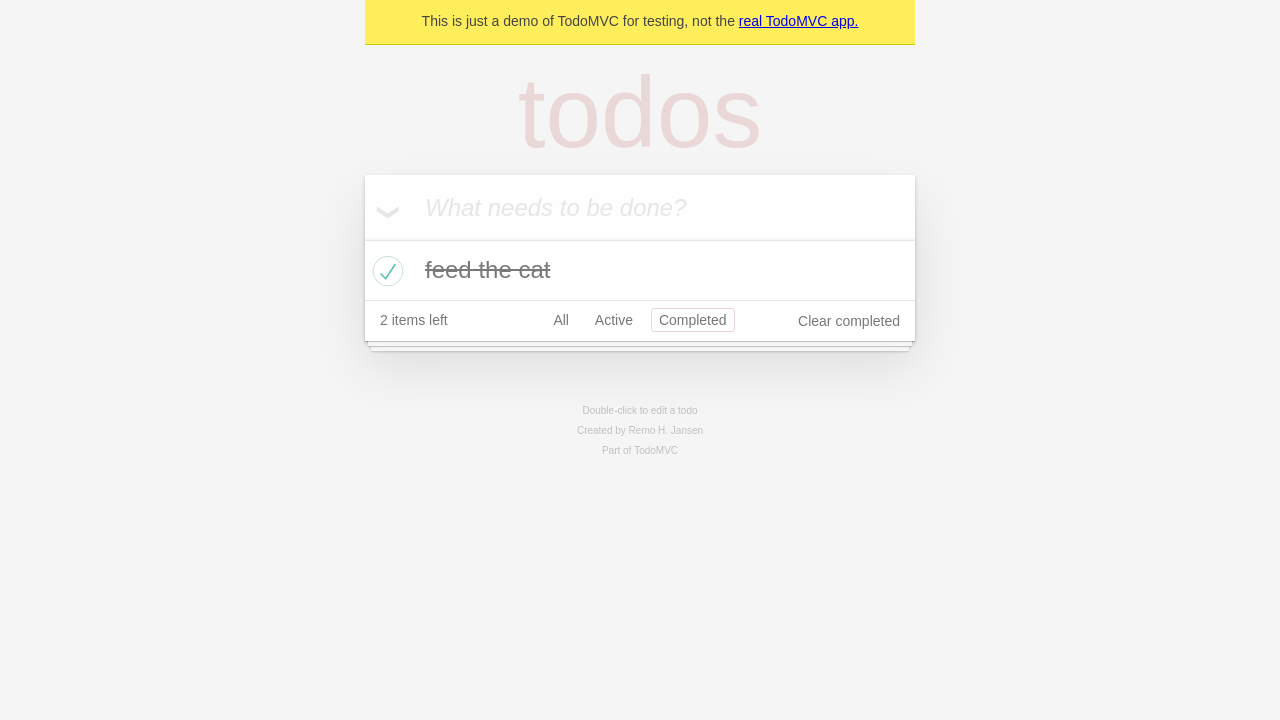 This is just a demo of TodoMVC for testing, not the real TodoMVC app.
todos
What needs to be done?
feed the cat
2 items left All Active Completed Clear completed
Double-click to edit a todo
Created by Remo H. Jansen
Part of TodoMVC